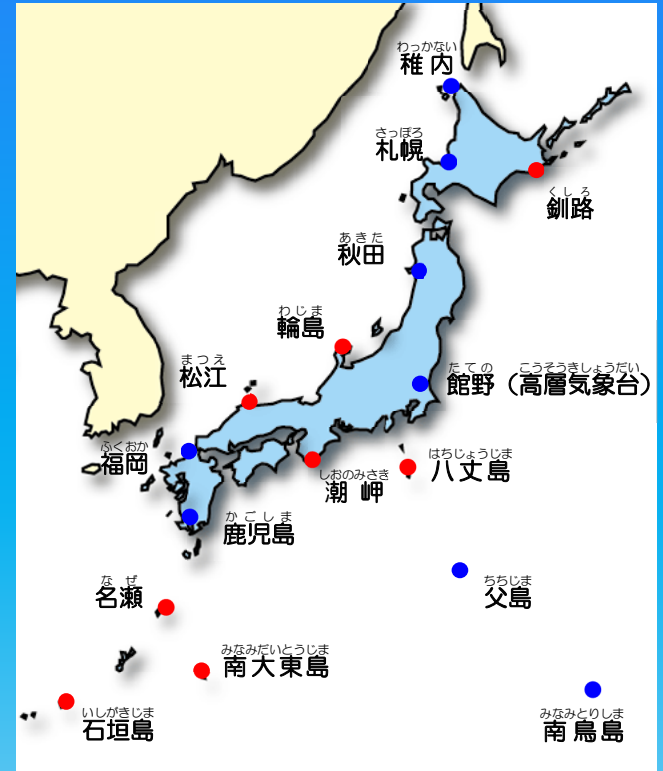 わっかない
稚内
さっぽろ
札幌
くしろ
釧路
あきた
秋田
わじま
輪島
まつえ
松江
たての こうそうきしょうだい
館野（高層気象台）
ふくおか
福岡
しおのみさき
潮岬
はちじょうじま
八丈島
かごしま
鹿児島
なぜ
名瀬
ちちじま
父島
みなみだいとうじま
南大東島
いしがきじま
石垣島
みなみとりしま
南鳥島